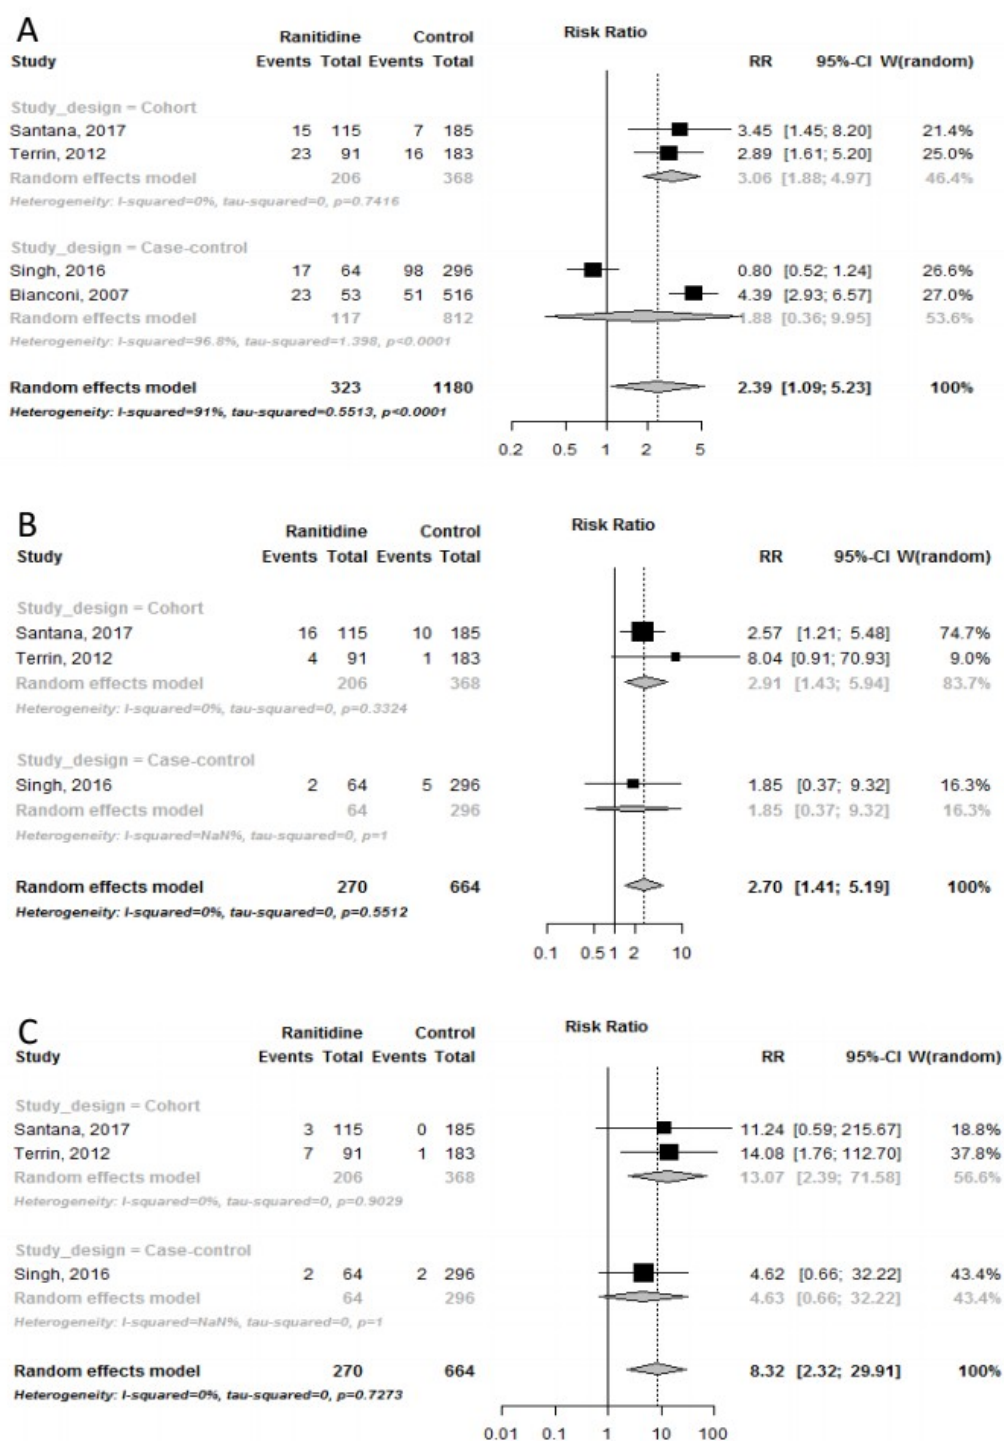 A
Ranitidine Control Risk Ratio
Study Events Total Events Total RR 95%-CI W(random)
Study_design = Cohort
Santana, 2017 15 115 7 185 3.45 [1.45; 8.20] 21.4%
Terrin, 2012 23 91 16 183 2.89 [1.61; 5.20] 25.0%
Random effects model 206 368 3.06 [1.88; 4.97] 46.4%
Heterogeneity: I-squared=0%, tau-squared=0, p=0.7416
Study_design = Case-control
Singh, 2016 17 64 98 296 0.80 [0.52; 1.24] 26.6%
Bianconi, 2007 23 53 51 516 4.39 [2.93; 6.57] 27.0%
Random effects model 117 812 1.88 [0.36; 9.95] 53.6%
Heterogeneity: I-squared=96.8%, tau-squared=1.398, p<0.0001
Random effects model 323 1180 2.39 [1.09; 5.23] 100%
Heterogeneity: I-squared=91%, tau-squared=0.5513, p<0.0001
0.2 0.5 1 2 5
B
Ranitidine Control Risk Ratio
Study Events Total Events Total RR 95%-CI W(random)
Study_design = Cohort
Santana, 2017 16 115 10 185 2.57 [1.21; 5.48] 74.7%
Terrin, 2012 4 91 1 183 8.04 [0.91; 70.93] 9.0%
Random effects model 206 368 2.91 [1.43; 5.94] 83.7%
Heterogeneity: I-squared=0%, tau-squared=0, p=0.3324
Study_design = Case-control
Singh, 2016 2 64 5 296 1.85 [0.37; 9.32] 16.3%
Random effects model 64 296 1.85 [0.37; 9.32] 16.3%
Heterogeneity: I-squared=NaN%, tau-squared=0, p=1
Random effects model 270 664 2.70 [1.41; 5.19] 100%
Heterogeneity: I-squared=0%, tau-squared=0, p=0.5512
0.1 0.5 1 2 10
C
Ranitidine Control Risk Ratio
Study Events Total Events Total RR 95%-CI W(random)
Study_design = Cohort
Santana, 2017 3 115 0 185 11.24 [0.59; 215.67] 18.8%
Terrin, 2012 7 91 1 183 14.08 [1.76; 112.70] 37.8%
Random effects model 206 368 13.07 [2.39; 71.58] 56.6%
Heterogeneity: I-squared=0%, tau-squared=0, p=0.9029
Study_design = Case-control
Singh, 2016 2 64 2 296 4.62 [0.66; 32.22] 43.4%
Random effects model 64 296 4.63 [0.66; 32.22] 43.4%
Heterogeneity: I-squared=NaN%, tau-squared=0, p=1
Random effects model 270 664 8.32 [2.32; 29.91] 100%
Heterogeneity: I-squared=0%, tau-squared=0, p=0.7273
0.01 0.1 1 10 100